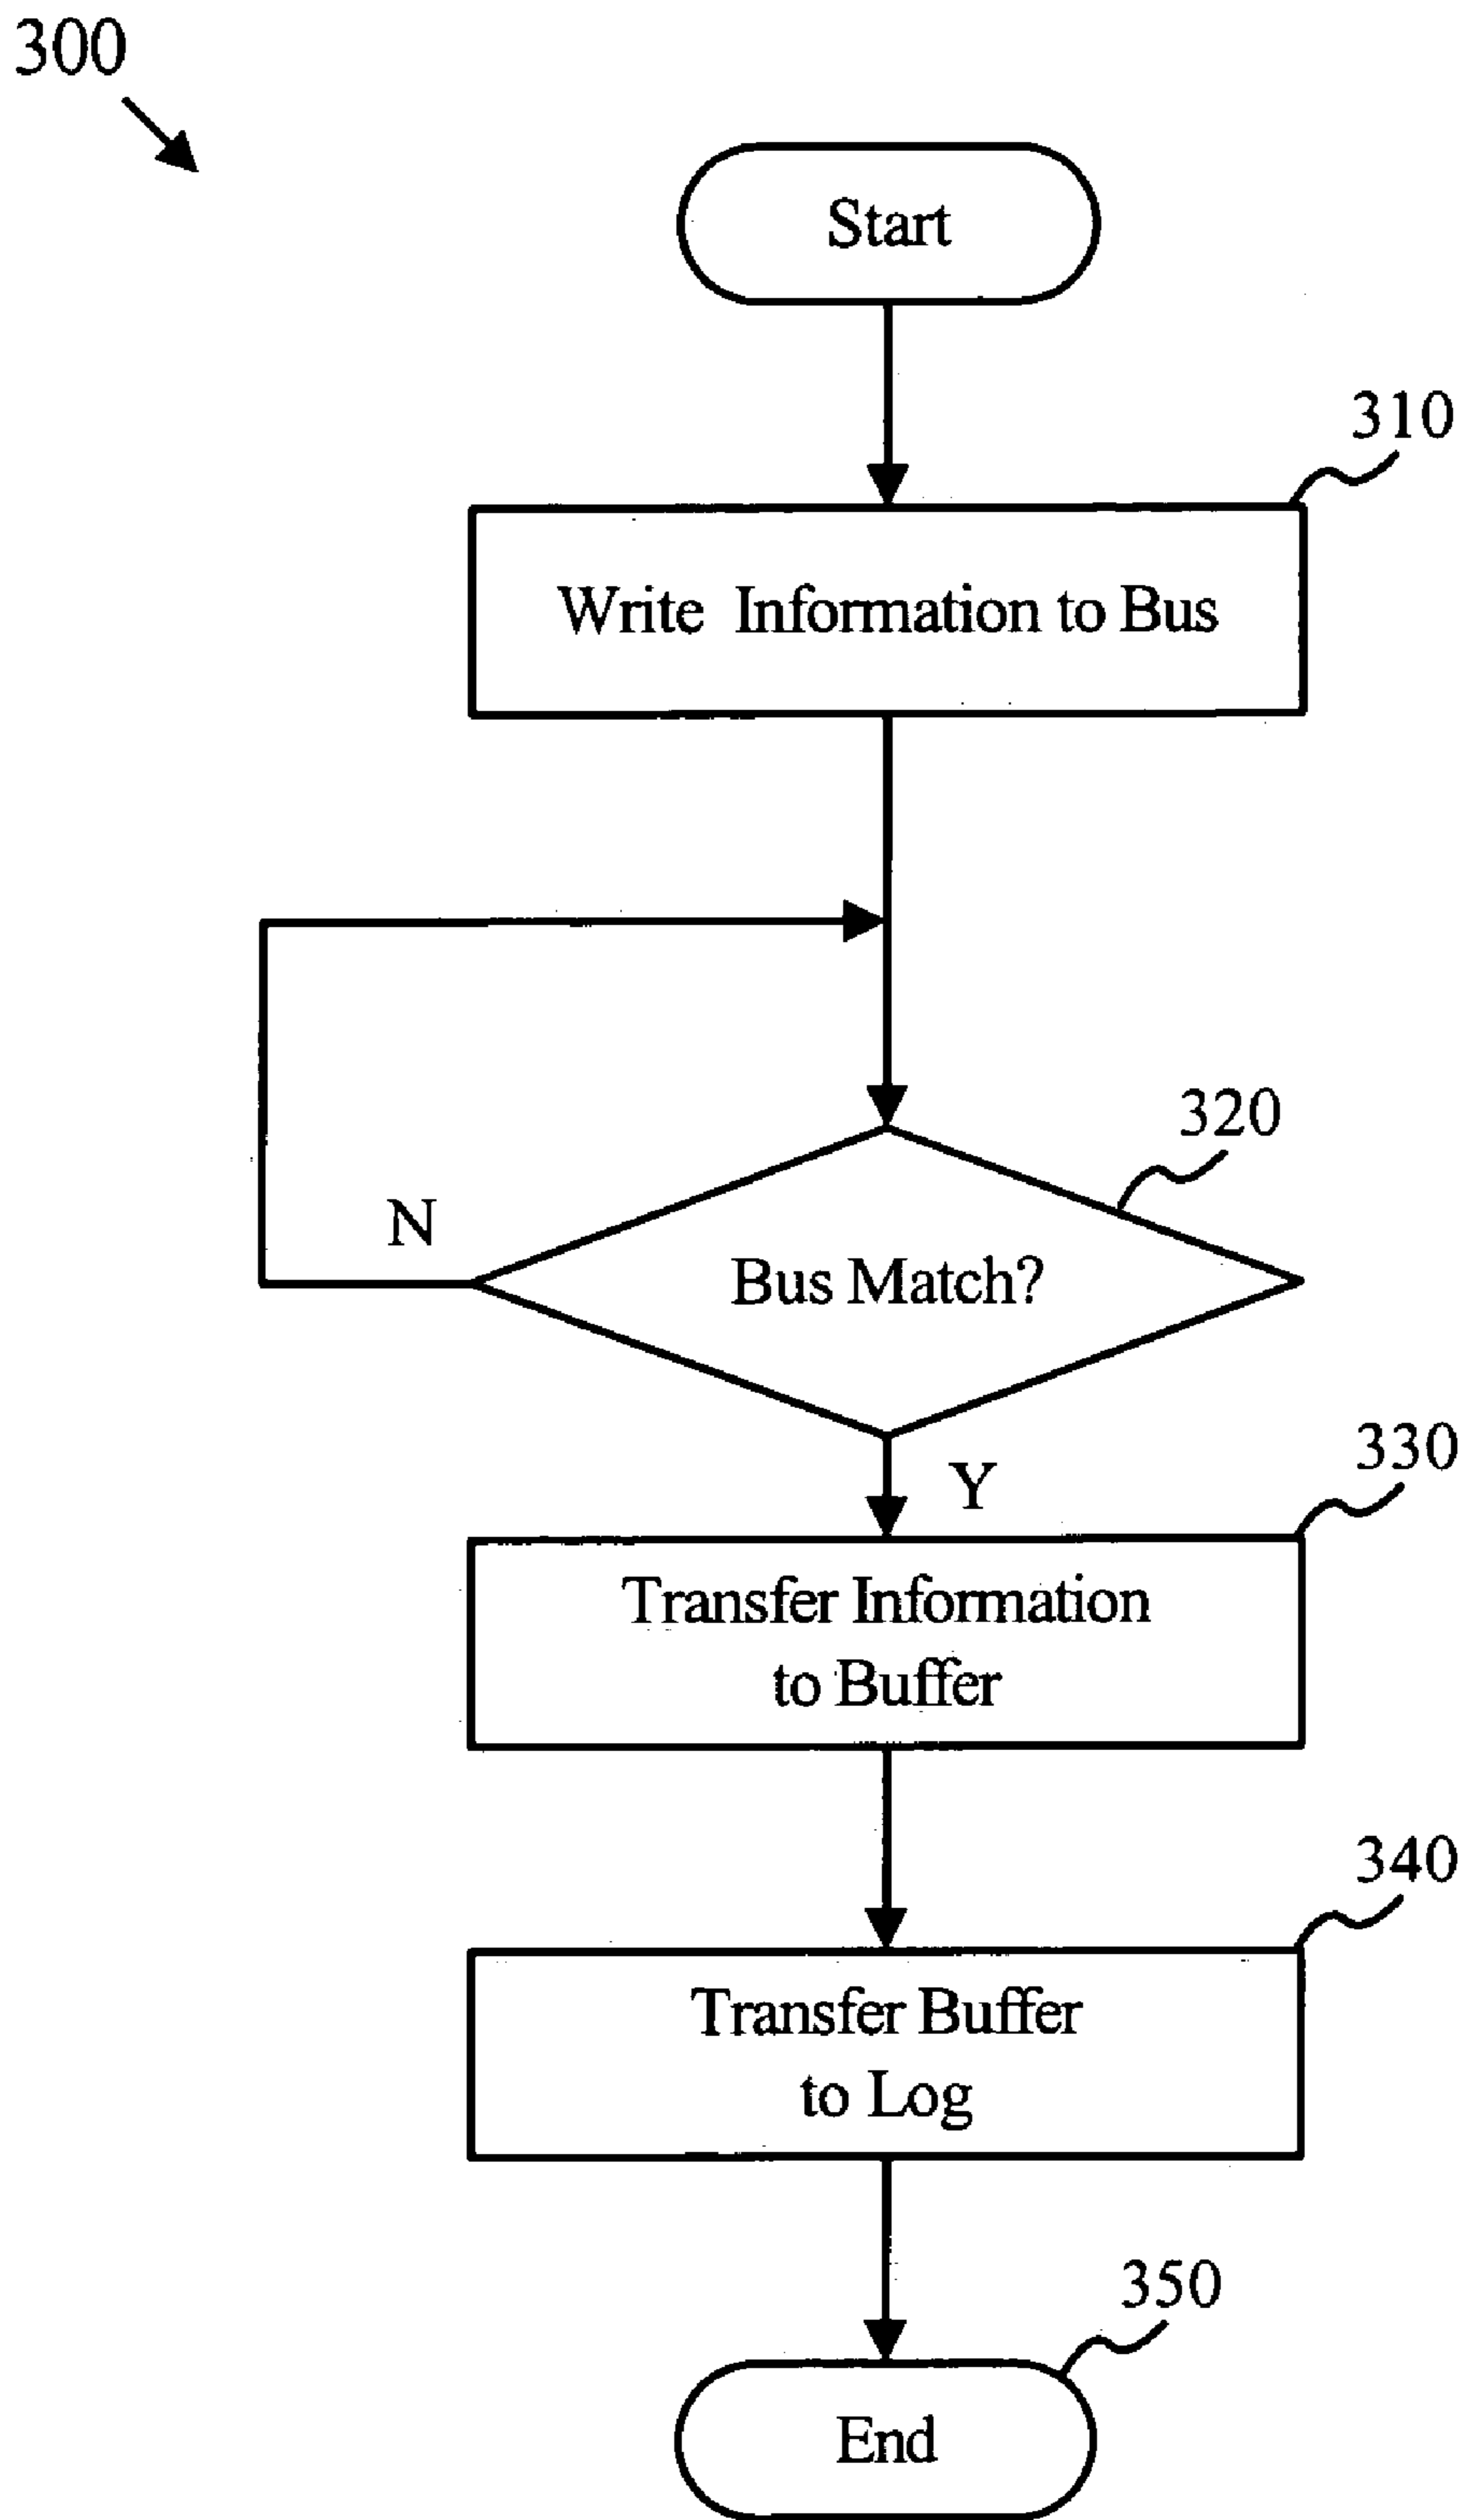 300
Start
310
Write Information to Bus
320
N
Bus Match?
Y
330
Transfer Information
to Buffer
340
Transfer Buffer
to Log
350
End